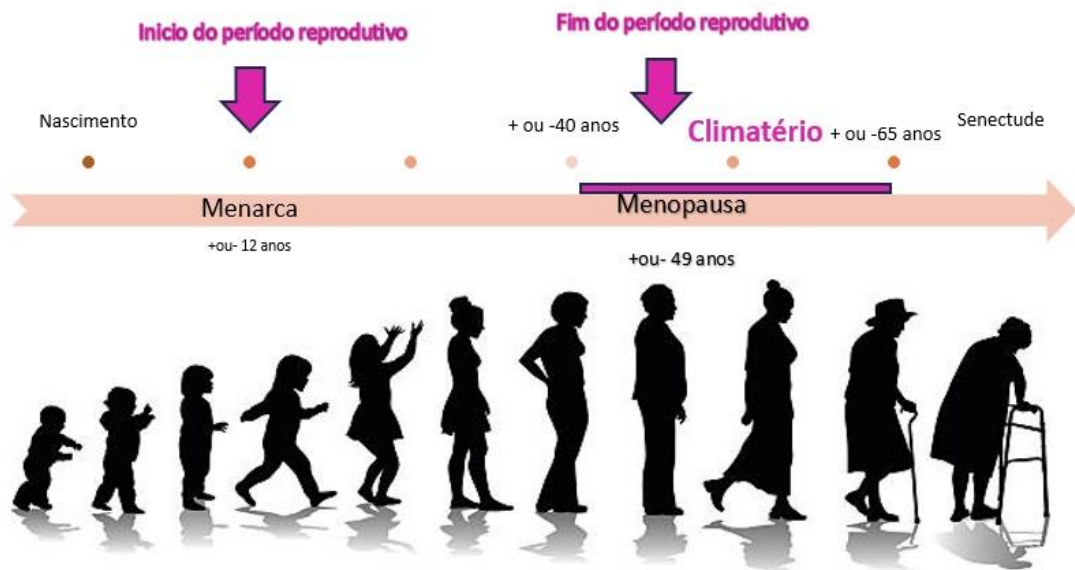 Inicio do período reprodutivo
Fim do período reprodutivo
Nascimento
+ ou -40 anos
Climatério
+ ou -65 anos
Senectude
Menarca
Menopausa
+ou- 12 anos
+ou- 49 anos